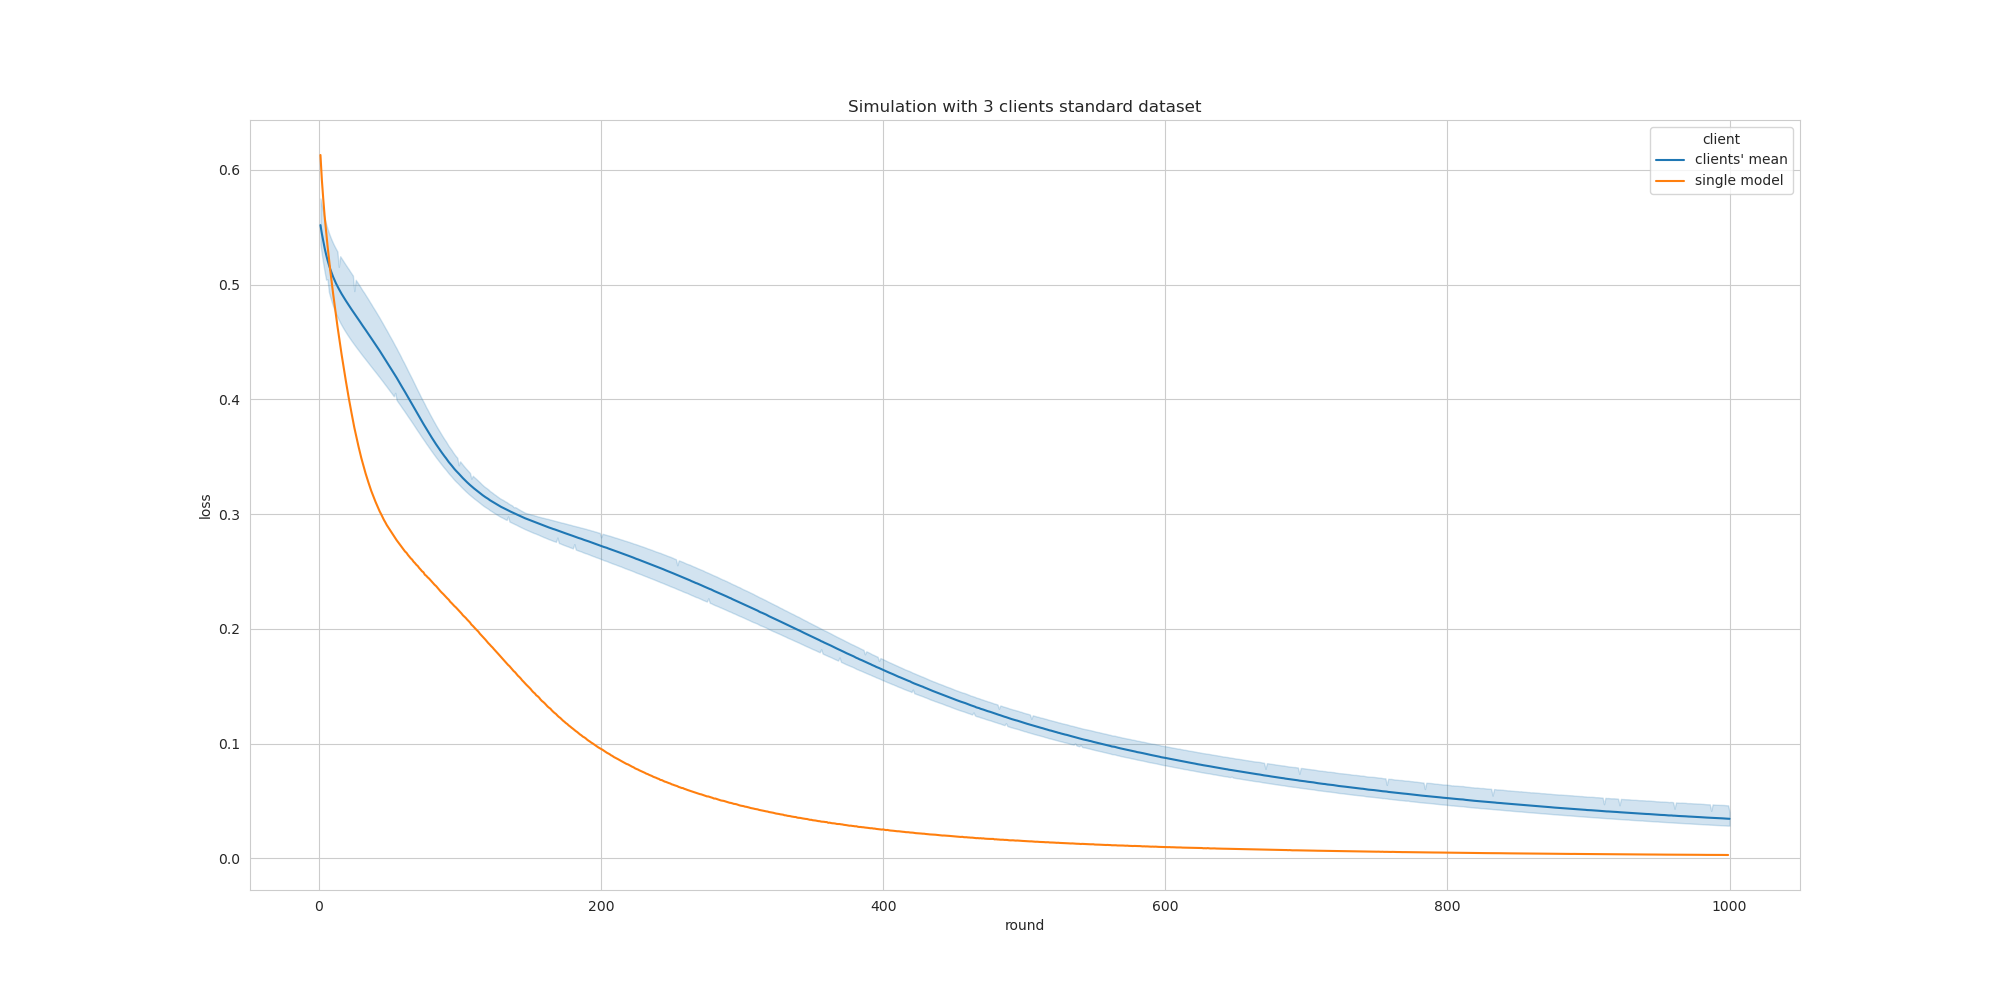 Simulation with 3 clients standard dataset
client
clients' mean
single model
0.6
0.5
0.4
0.3
0.2
0.1
0.0
loss
0 200 400 600 800 1000
round